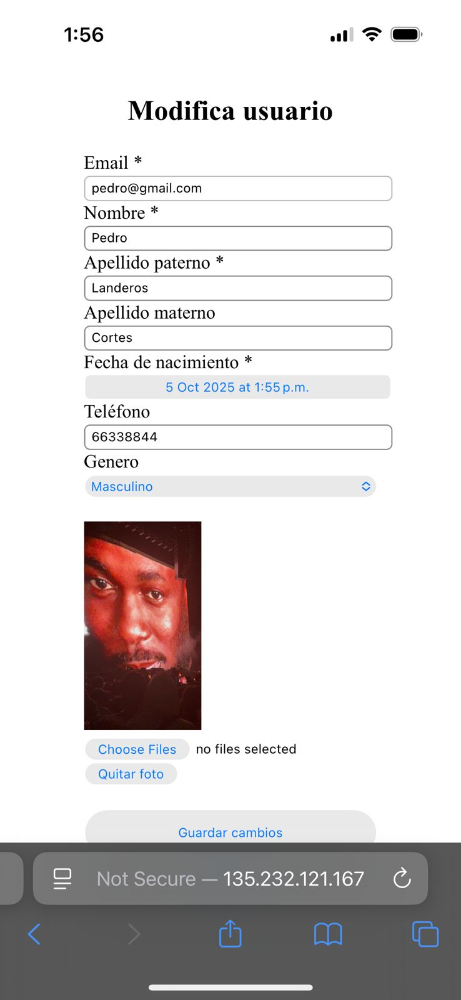 1:56
Modifica usuario
Email *
pedro@gmail.com
Nombre *
Pedro
Apellido paterno *
Landeros
Apellido materno
Cortes
Fecha de nacimiento *
5 Oct 2025 at 1:55 p.m.
Teléfono
66338844
Genero
Masculino
Choose Files no files selected
Quitar foto
Guardar cambios
Not Secure — 135.232.121.167